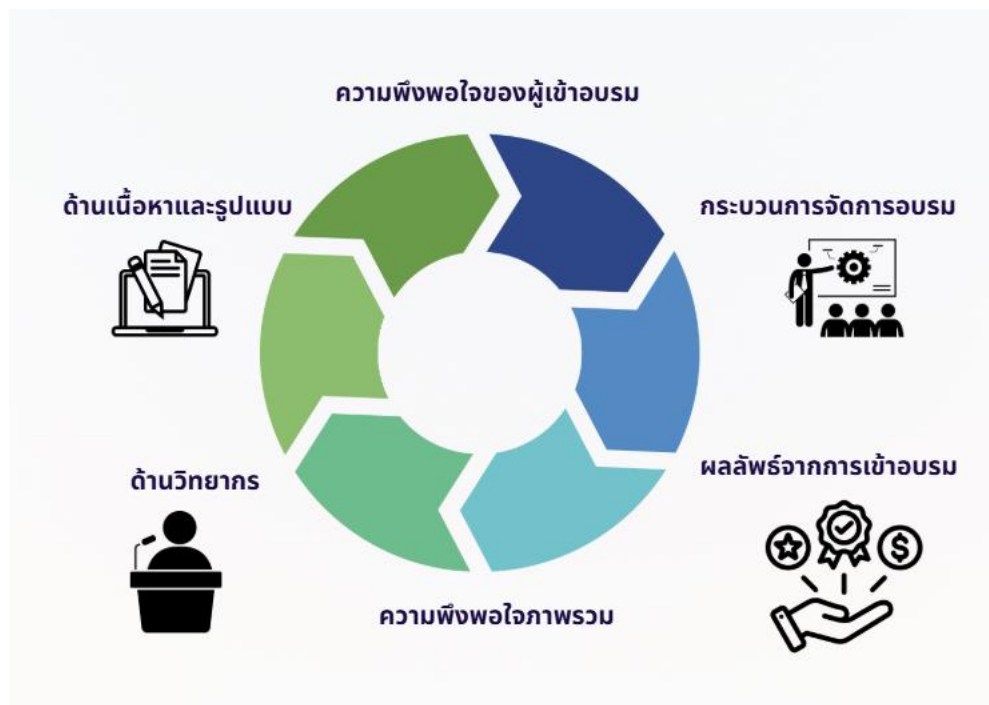 ความพึงพอใจของผู้เข้าอบรม
ด้านเนื้อหาและรูปแบบ
กระบวนการจัดการอบรม
ผลลัพธ์จากการเข้าอบรม
ด้านวิทยากร
ความพึงพอใจภาพรวม